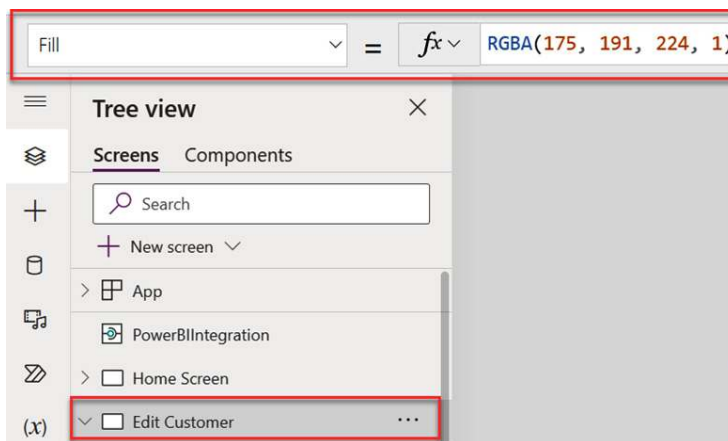 Fill = fx RGBA(175, 191, 224, 1)
Tree view
Screens Components
Search
New screen
App
PowerBIIntegration
Home Screen
Edit Customer ...
(x)